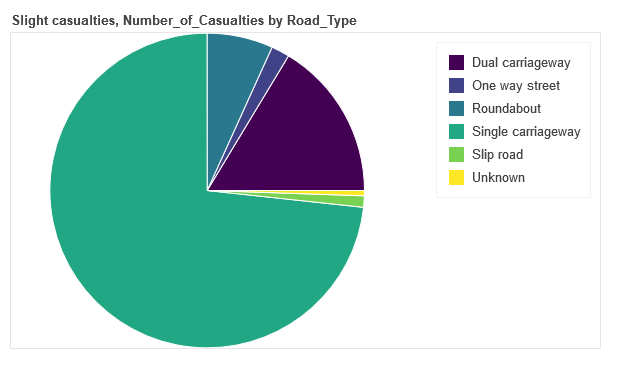 Slight casualties, Number_of_Casualties by Road_Type
Dual carriageway
One way street
Roundabout
Single carriageway
Slip road
Unknown